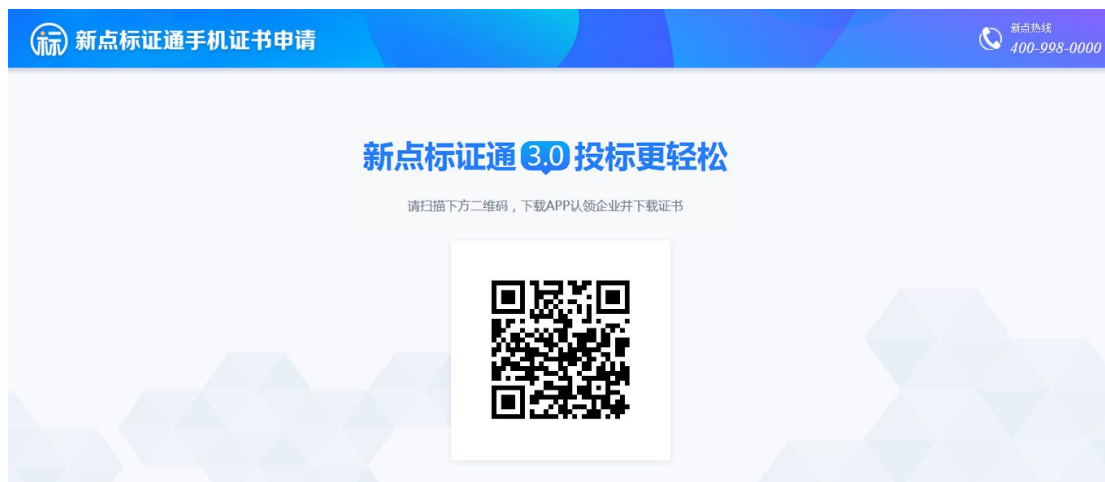 标 新点标证通手机证书申请
新点热线
400-998-0000
新点标证通 3.0 投标更轻松
请扫描下方二维码，下载APP认领企业并下载证书